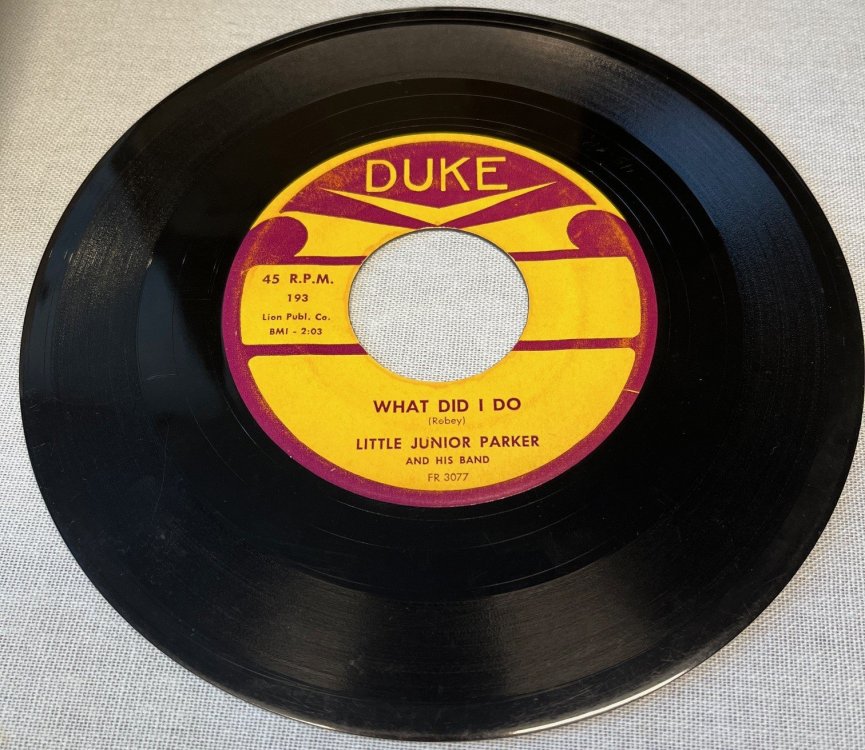 DUKE
45 R.P.M.
193
Lion Publ. Co.
BMI - 2:03
WHAT DID I DO
(Robey)
LITTLE JUNIOR PARKER
AND HIS BAND
FR 3077